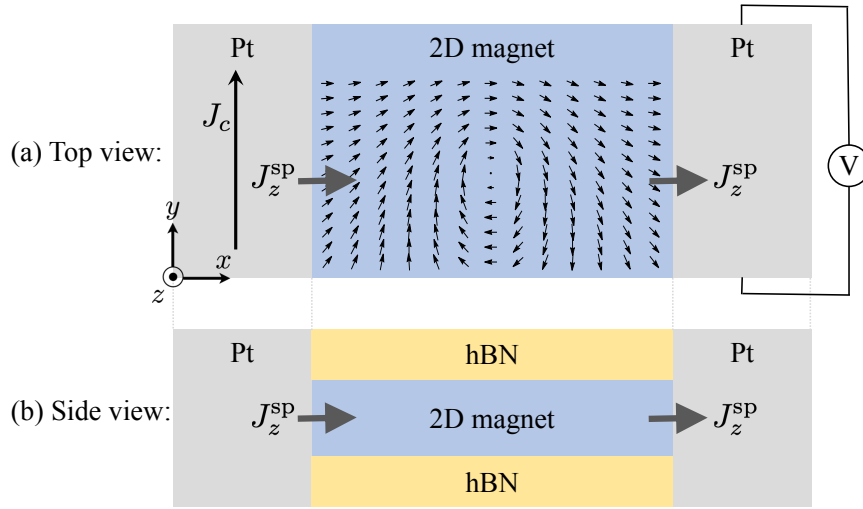 Pt 2D magnet Pt
J_c
(a) Top view:
J_z^sp J_z^sp
V
y
x
z
Pt hBN Pt
(b) Side view:
J_z^sp 2D magnet J_z^sp
hBN